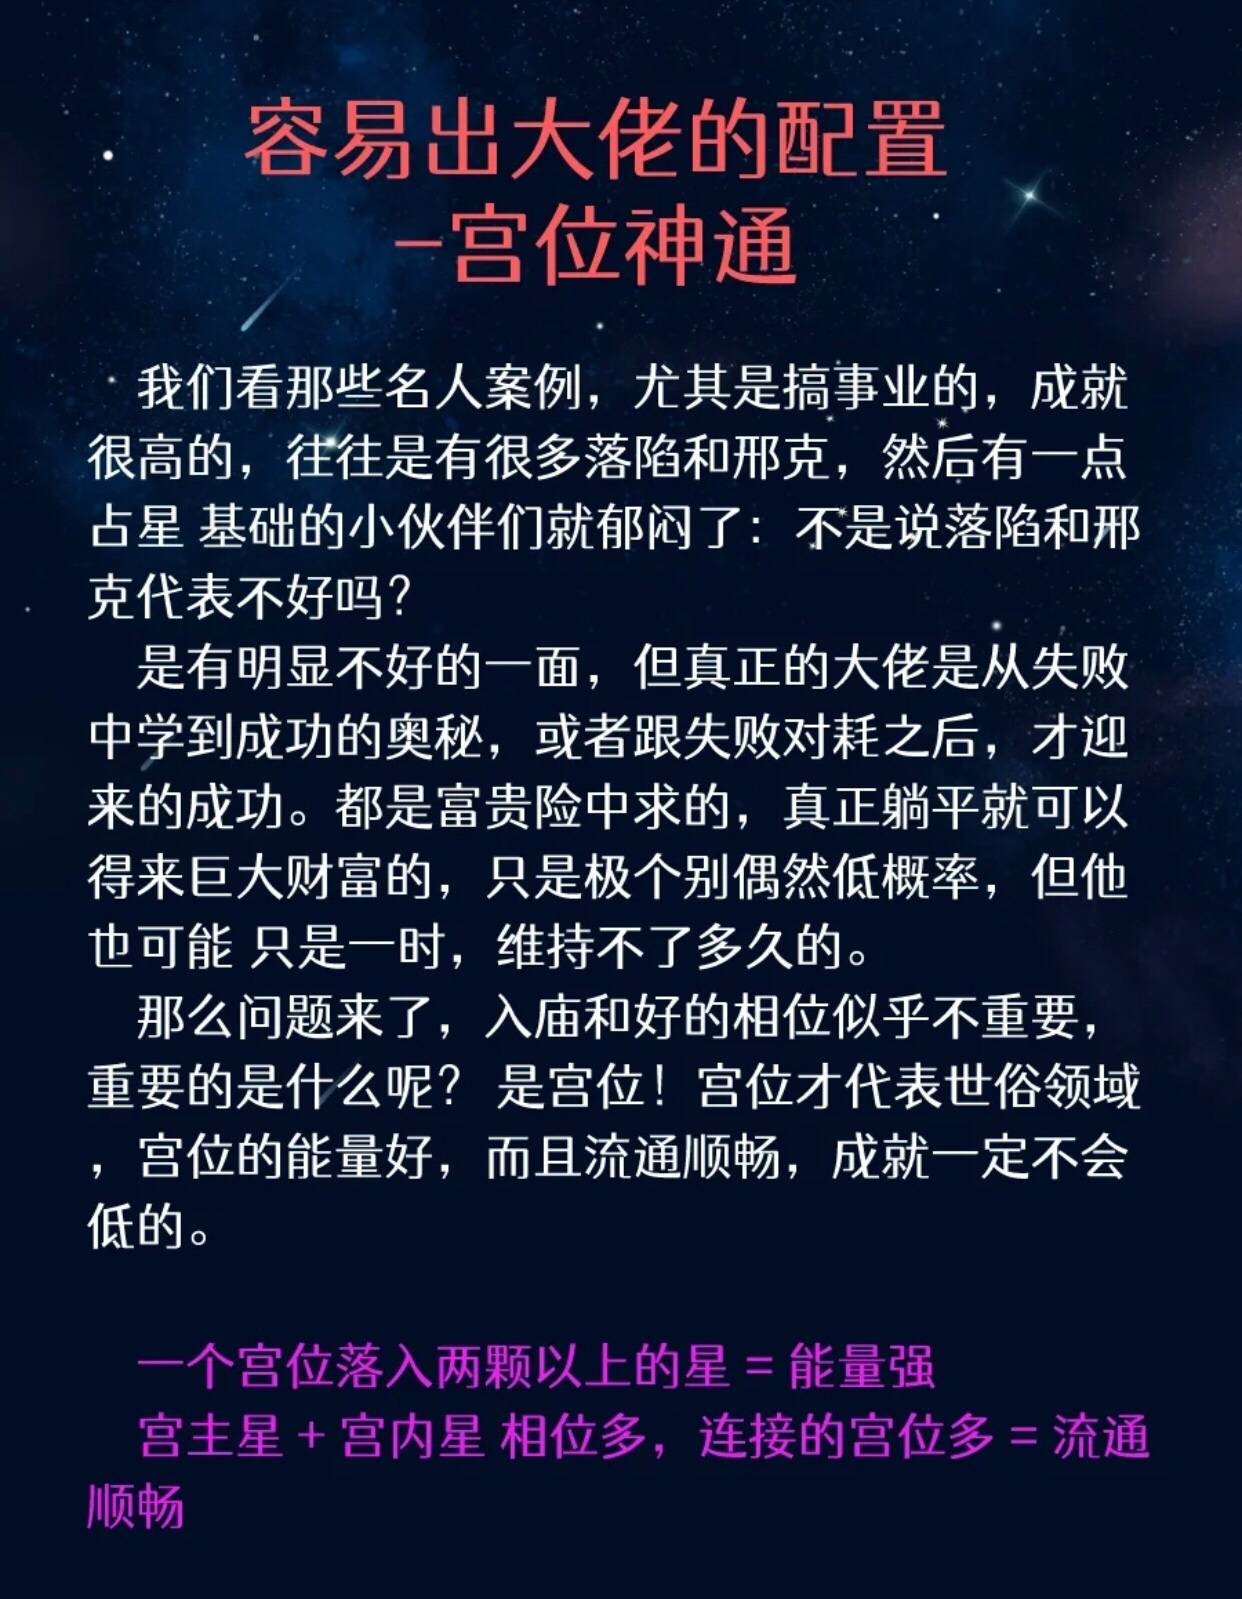 容易出大佬的配置
-宫位神通
我们看那些名人案例，尤其是搞事业的，成就
很高的，往往是有很多落陷和邢克，然后有一点
占星 基础的小伙伴们就郁闷了：不是说落陷和邢
克代表不好吗？
是有明显不好的一面，但真正的大佬是从失败
中学到成功的奥秘，或者跟失败对耗之后，才迎
来的成功。都是富贵险中求的，真正躺平就可以
得来巨大财富的，只是极个别偶然低概率，但他
也可能 只是一时，维持不了多久的。
那么问题来了，入庙和好的相位似乎不重要，
重要的是什么呢？ 是宫位！宫位才代表世俗领域
，宫位的能量好，而且流通顺畅，成就一定不会
低的。
一个宫位落入两颗以上的星 = 能量强
宫主星 + 宫内星 相位多，连接的宫位多 = 流通
顺畅